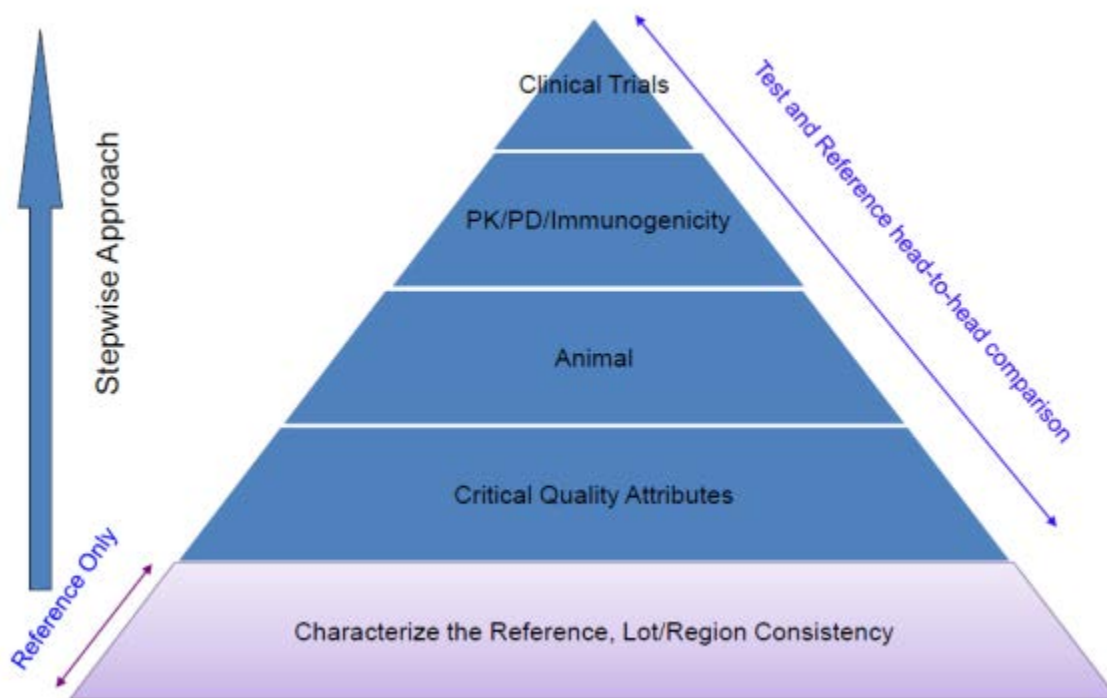 Clinical Trials
PK/PD/Immunogenicity
Animal
Critical Quality Attributes
Characterize the Reference, Lot/Region Consistency
Stepwise Approach
Reference Only
Test and Reference head-to-head comparison